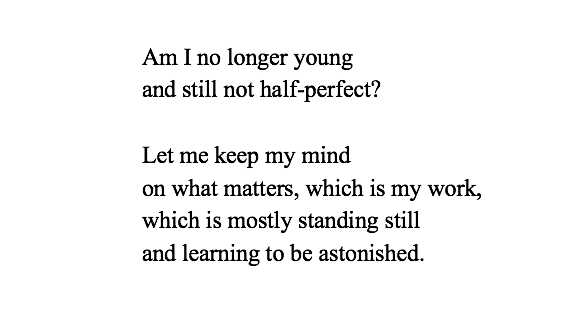 Am I no longer young
and still not half-perfect?
Let me keep my mind
on what matters, which is my work,
which is mostly standing still
and learning to be astonished.